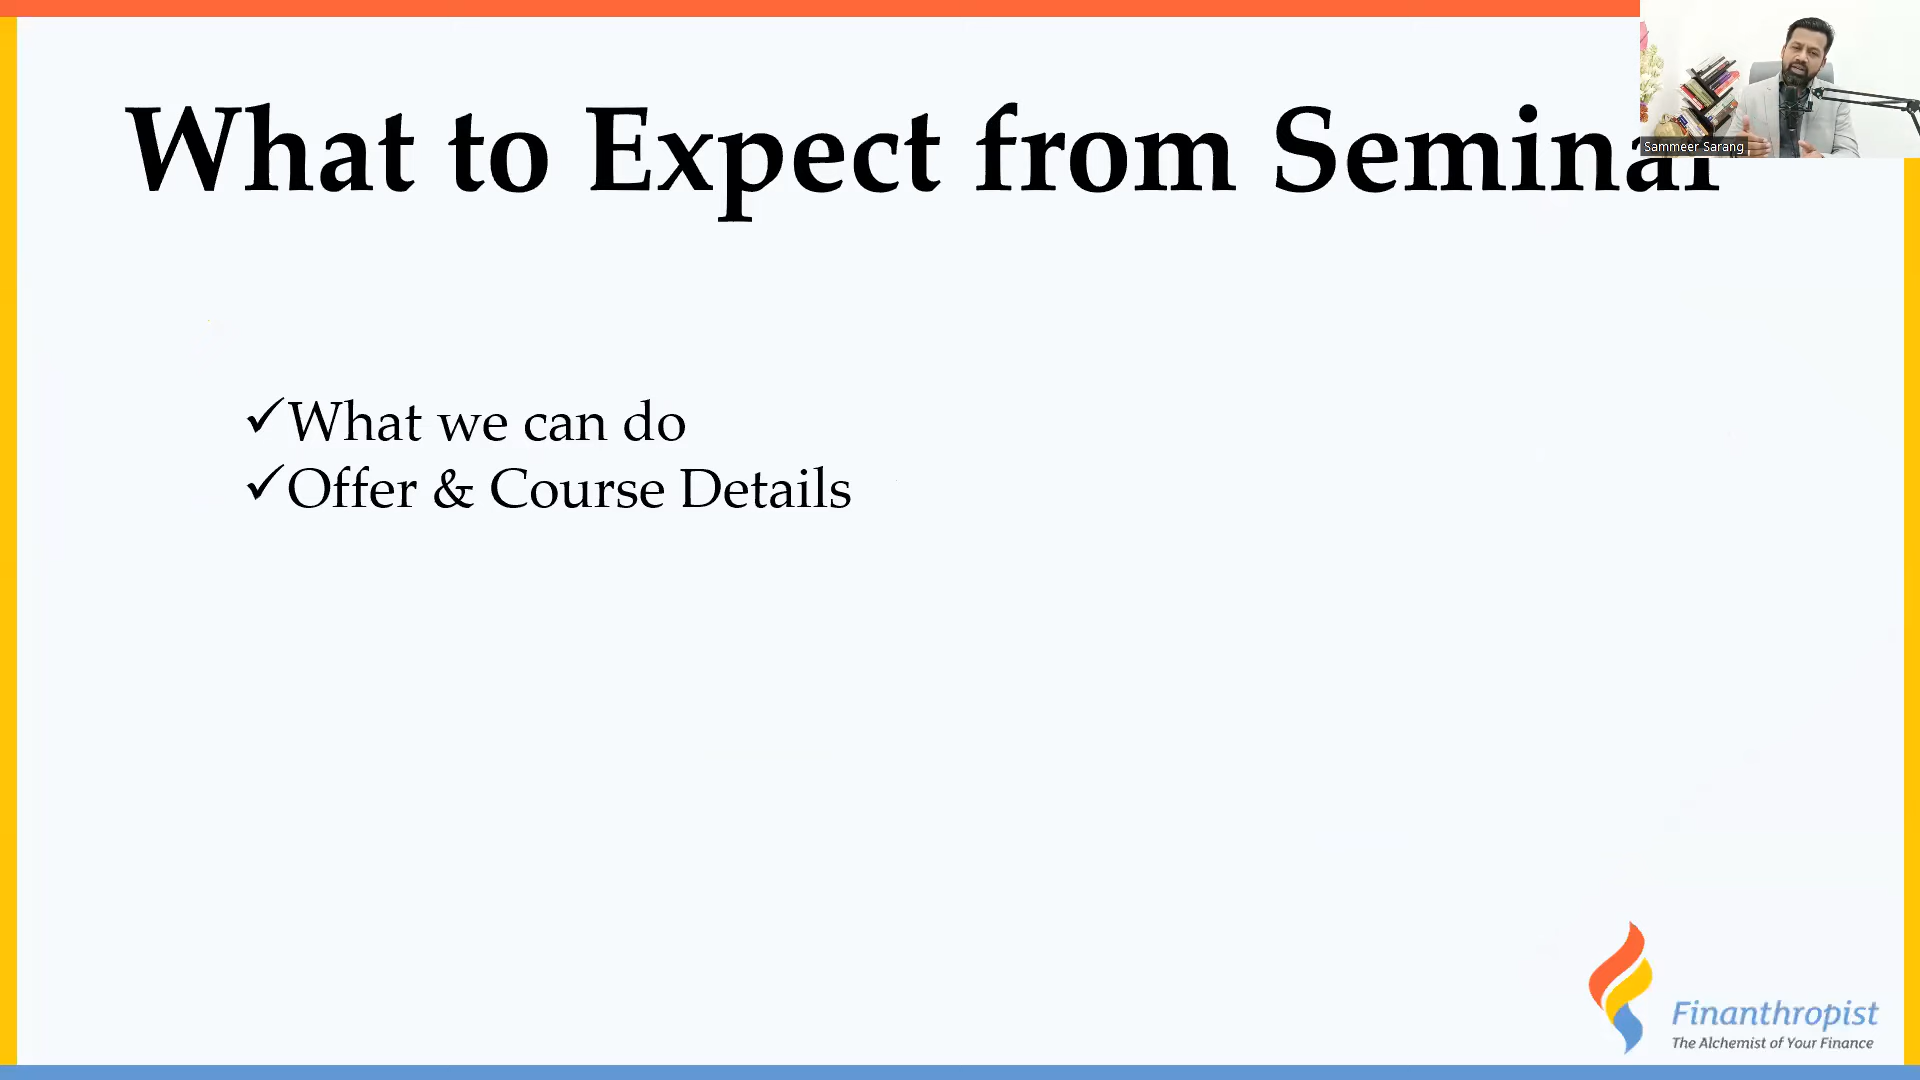 What to Expect from Seminar
Sammeer Sarang
✓What we can do
✓Offer & Course Details
Finanthropist
The Alchemist of Your Finance